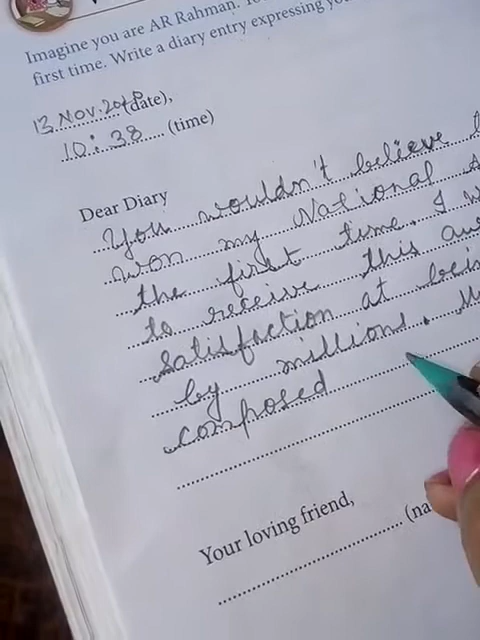 Imagine you are AR Rahman.
first time. Write a diary entry expressing
13 Nov. (date),
10: 38 (time)
Dear Diary
You wouldn't believe
won my National
the first time. I
to receive this
satisfaction at
by millions.
composed
Your loving friend,